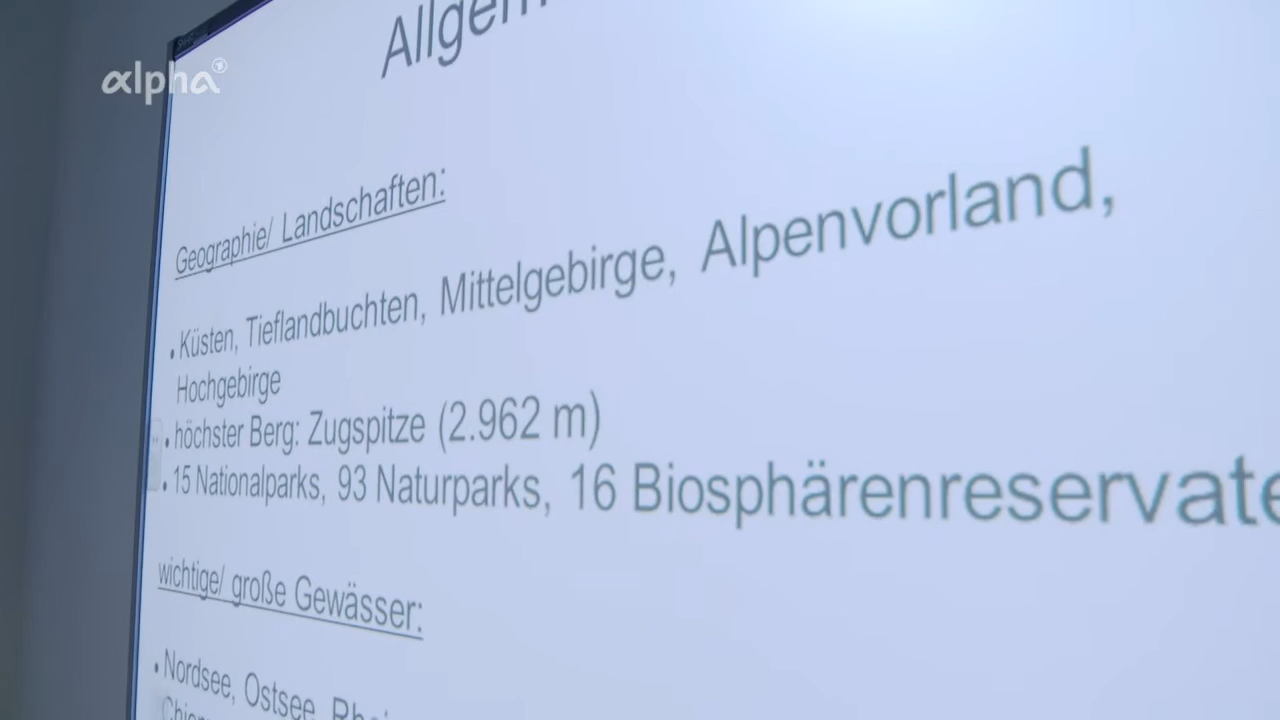 alpha
Geographie/ Landschaften:
• Küsten, Tieflandbuchten, Mittelgebirge, Alpenvorland,
Hochgebirge
• höchster Berg: Zugspitze (2.962 m)
• 15 Nationalparks, 93 Naturparks, 16 Biosphärenreservate
wichtige/ große Gewässer:
• Nordsee, Ostsee,